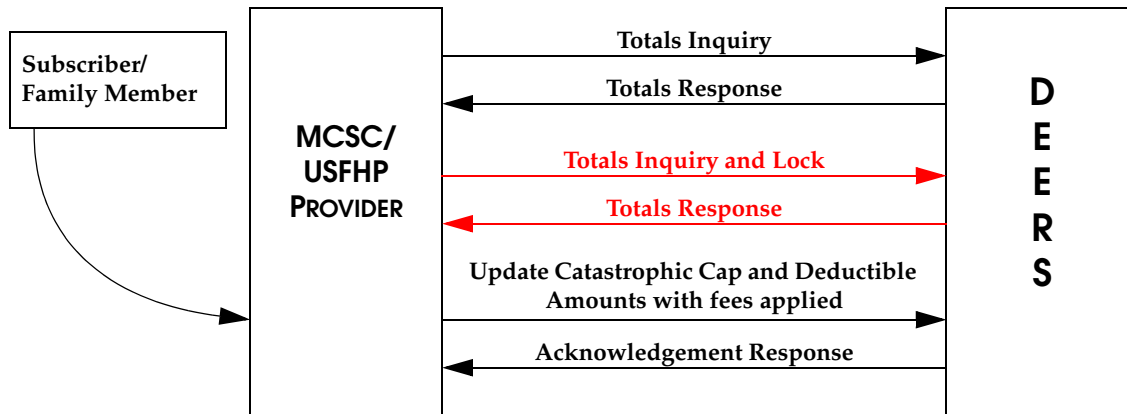 Subscriber/
Family Member
MCSC/
USFHP
PROVIDER
Totals Inquiry
Totals Response
Totals Inquiry and Lock
Totals Response
Update Catastrophic Cap and Deductible
Amounts with fees applied
Acknowledgement Response
D
E
E
R
S